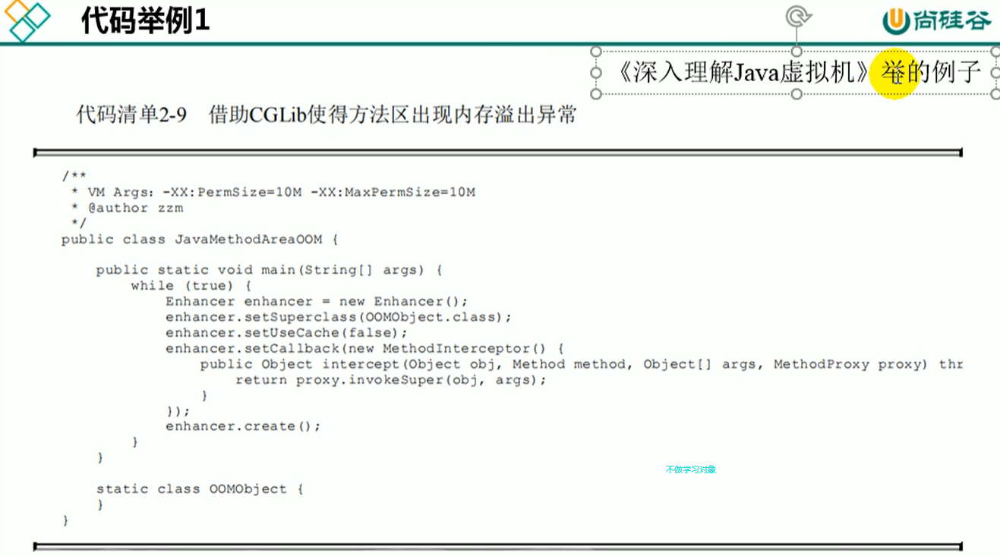 代码举例1
尚硅谷
《深入理解Java虚拟机》举的例子
代码清单2-9 借助CGLib使得方法区出现内存溢出异常
/**
 * VM Args: -XX:PermSize=10M -XX:MaxPermSize=10M
 * @author zzm
 */
public class JavaMethodAreaOOM {
    public static void main(String[] args) {
        while (true) {
            Enhancer enhancer = new Enhancer();
            enhancer.setSuperclass(OOMObject.class);
            enhancer.setUseCache(false);
            enhancer.setCallback(new MethodInterceptor() {
                public Object intercept(Object obj, Method method, Object[] args, MethodProxy proxy) thr
                    return proxy.invokeSuper(obj, args);
                }
            });
            enhancer.create();
        }
    }
不做学习对象
    static class OOMObject {
    }
}